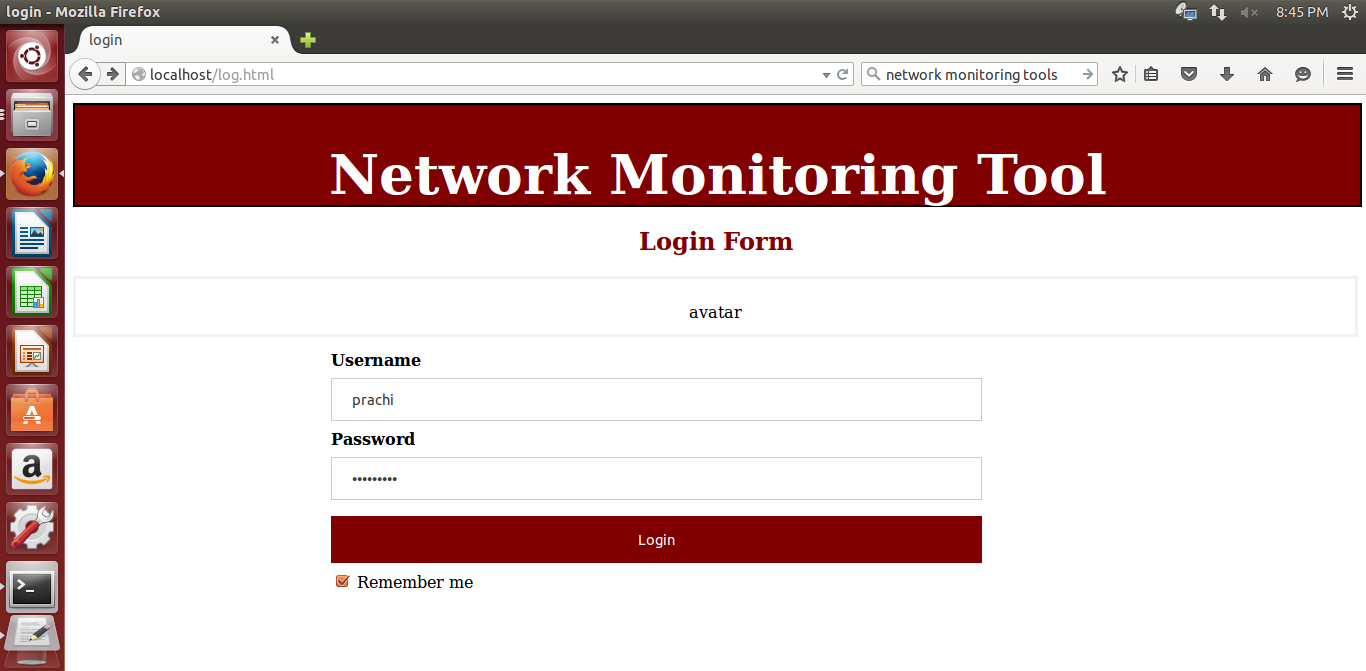 login - Mozilla Firefox
8:45 PM
login
localhost/log.html
network monitoring tools
Network Monitoring Tool
Login Form
avatar
Username
prachi
Password
•••••••••
Login
Remember me